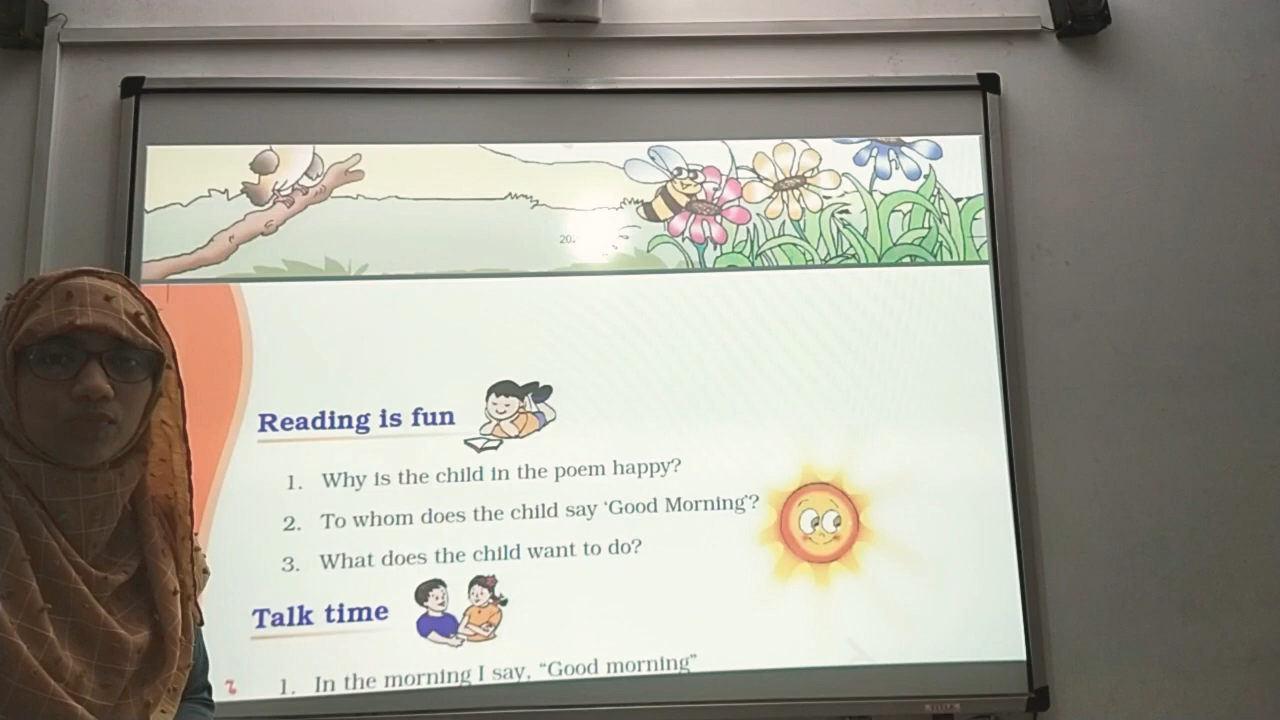 20.
Reading is fun
1. Why is the child in the poem happy?
2. To whom does the child say ‘Good Morning’?
3. What does the child want to do?
Talk time
1. In the morning I say, “Good morning”